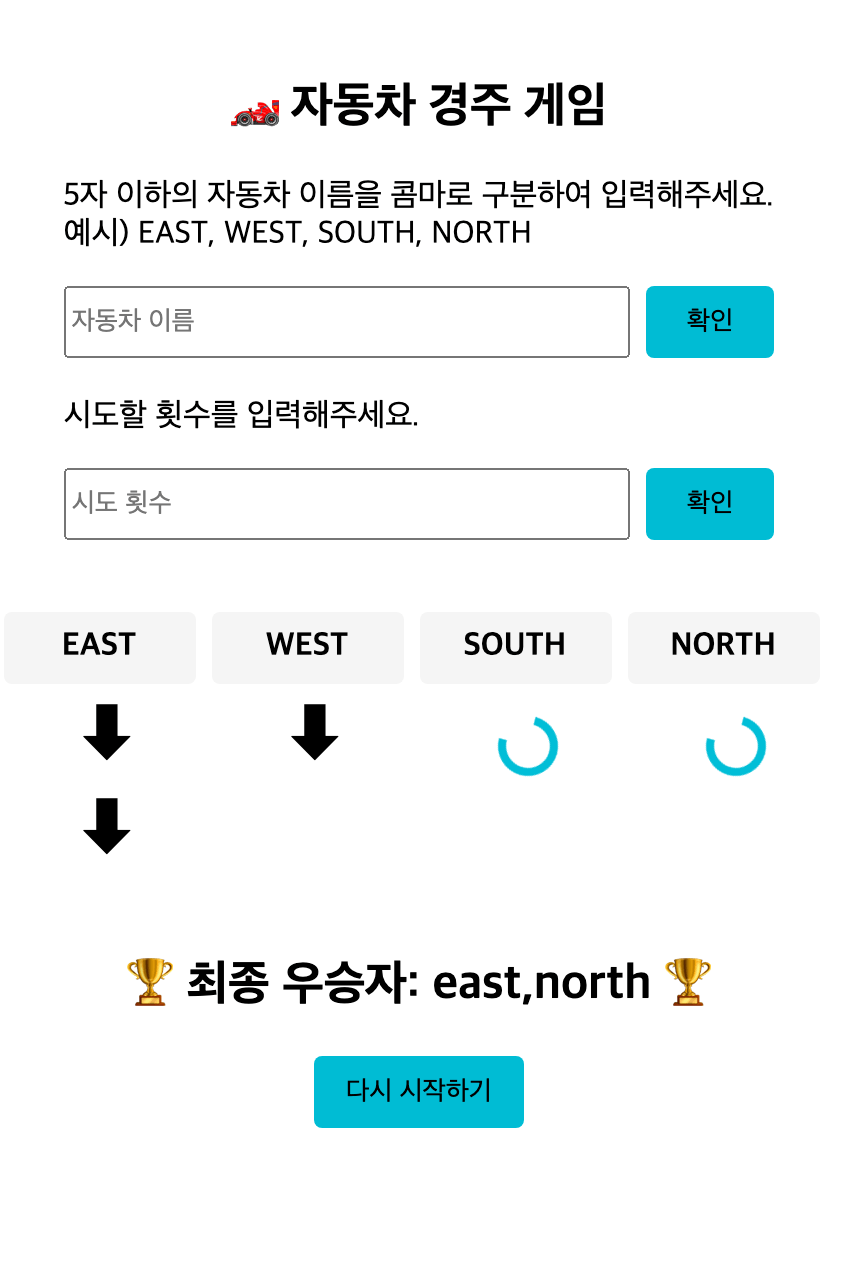 🏎️ 자동차 경주 게임
5자 이하의 자동차 이름을 콤마로 구분하여 입력해주세요.
예시) EAST, WEST, SOUTH, NORTH
자동차 이름 확인
시도할 횟수를 입력해주세요.
시도 횟수 확인
EAST WEST SOUTH NORTH
🏆 최종 우승자: east,north 🏆
다시 시작하기